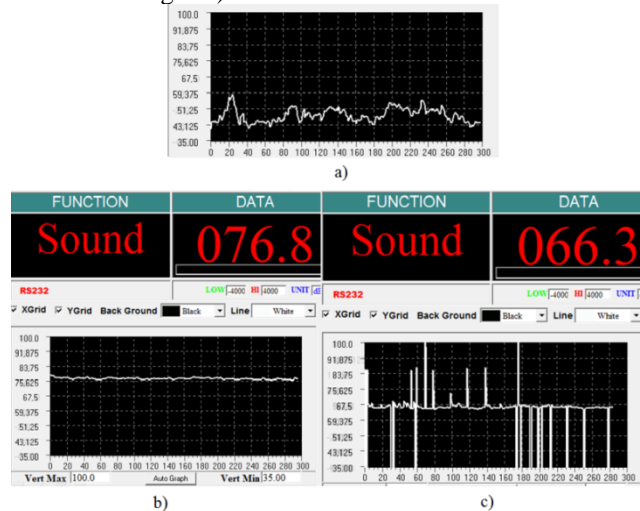 100.0
91,875
83,75
75,625
67,5
59,375
51,25
43,125
35.00
0 20 40 60 80 100 120 140 160 180 200 220 240 260 280 300
a)
FUNCTION DATA FUNCTION DATA
Sound 076.8 Sound 066.3
RS232 LOW -4000 HI 4000 UNIT RS232 LOW -4000 HI 4000 UNIT
XGrid YGrid Back Ground Black Line White XGrid YGrid Back Ground Black Line White
100.0 100.0
91,875 91,875
83,75 83,75
75,625 75,625
67,5 67,5
59,375 59,375
51,25 51,25
43,125 43,125
35.00 35.00
0 20 40 60 80 100 120 140 160 180 200 220 240 260 280 300 0 20 40 60 80 100 120 140 160 180 200 220 240 260 280 300
Vert Max 100.0 Auto Graph Vert Min 35.00
b) c)